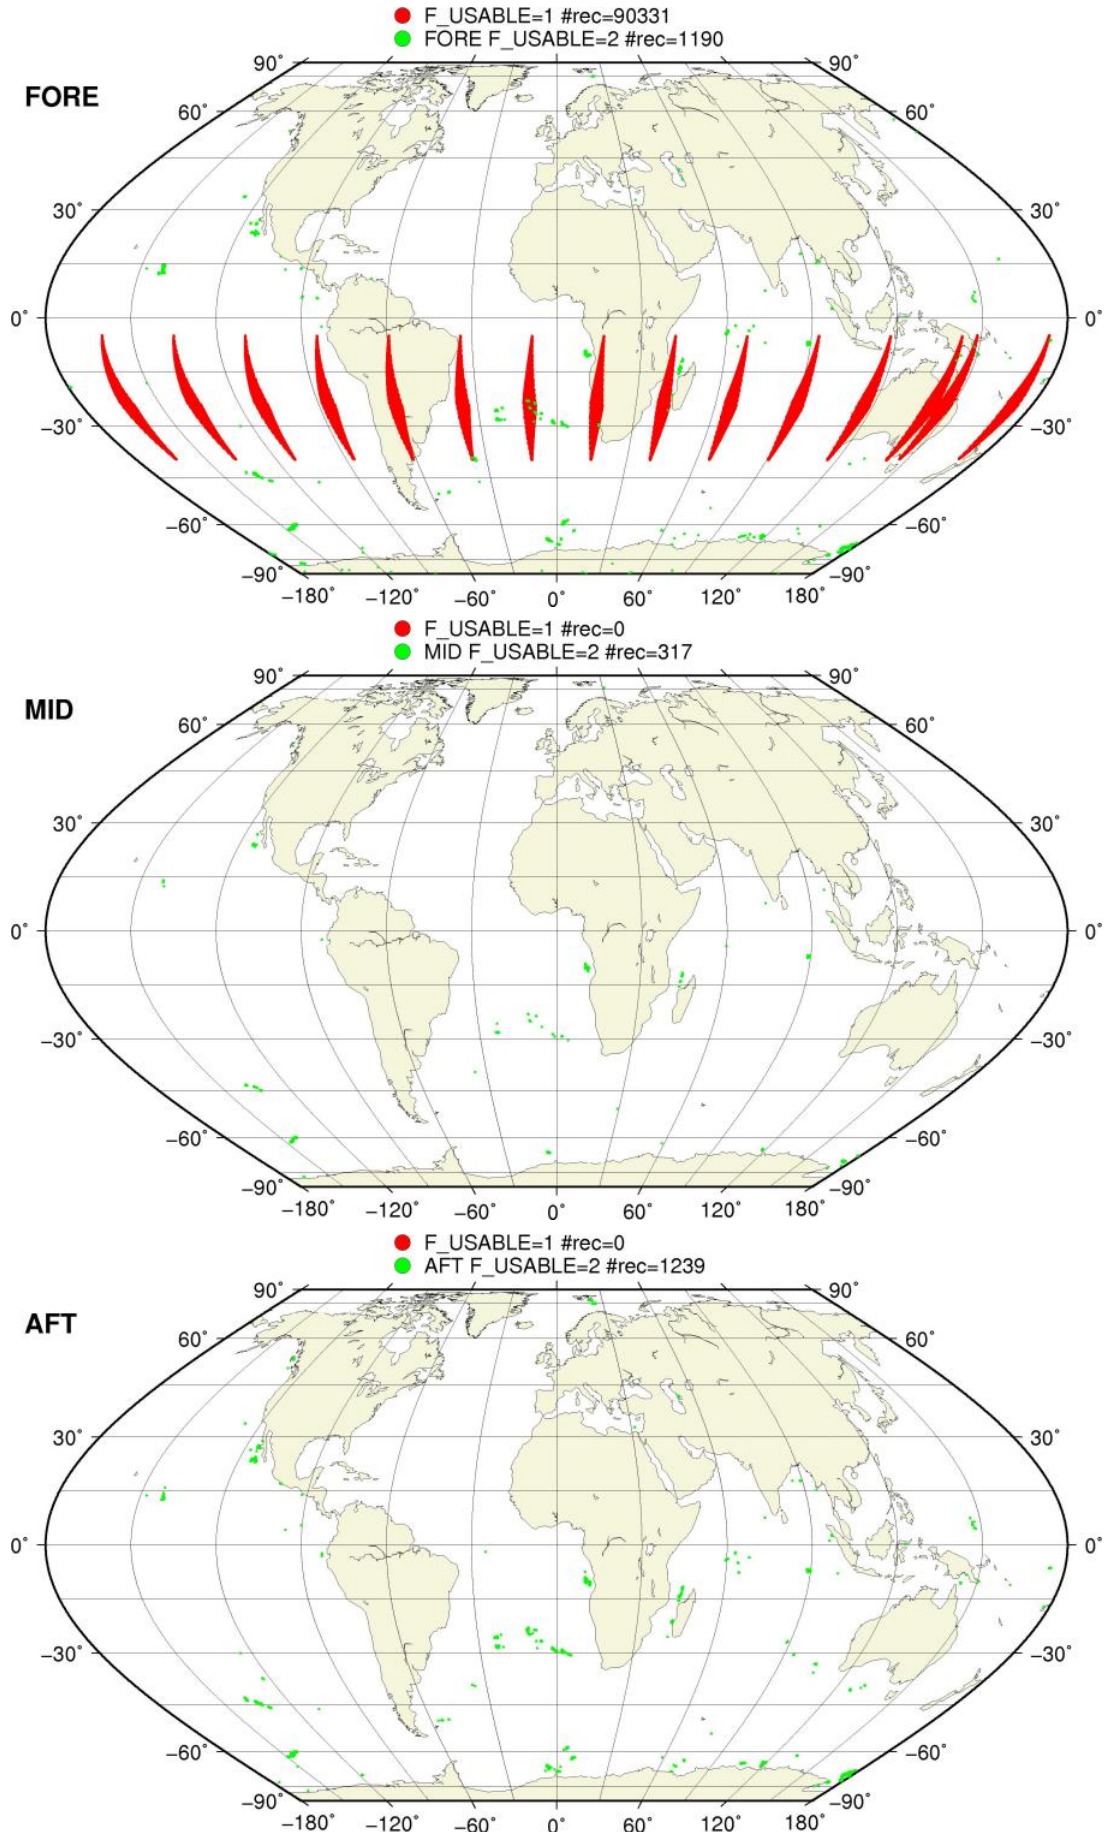 F_USABLE=1 #rec=90331
FORE F_USABLE=2 #rec=1190
FORE
90° 90°
60° 60°
30° 30°
0° 0°
−30° −30°
−60° −60°
−90° −90°
−180° −120° −60° 0° 60° 120° 180°
F_USABLE=1 #rec=0
MID F_USABLE=2 #rec=317
MID
90° 90°
60° 60°
30° 30°
0° 0°
−30° −30°
−60° −60°
−90° −90°
−180° −120° −60° 0° 60° 120° 180°
F_USABLE=1 #rec=0
AFT F_USABLE=2 #rec=1239
AFT
90° 90°
60° 60°
30° 30°
0° 0°
−30° −30°
−60° −60°
−90° −90°
−180° −120° −60° 0° 60° 120° 180°